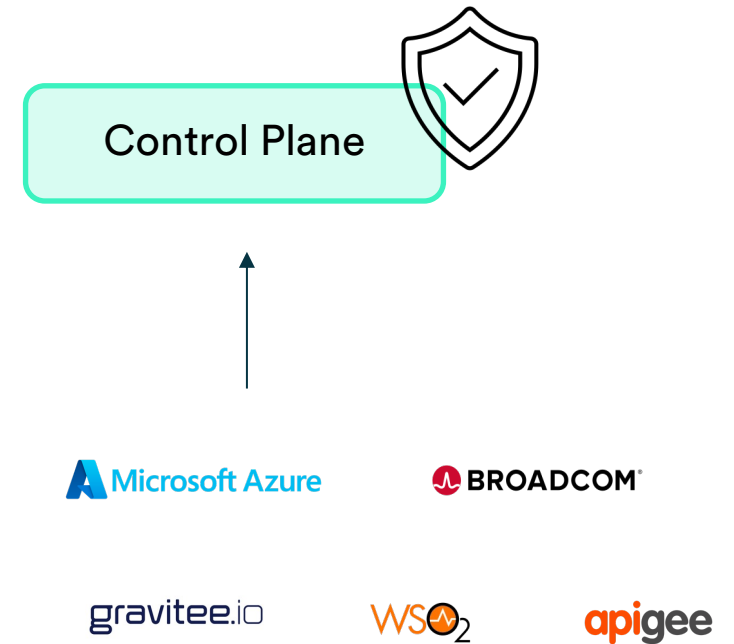 Control Plane
Microsoft Azure
BROADCOM®
gravitee.io
WSO2
apigee